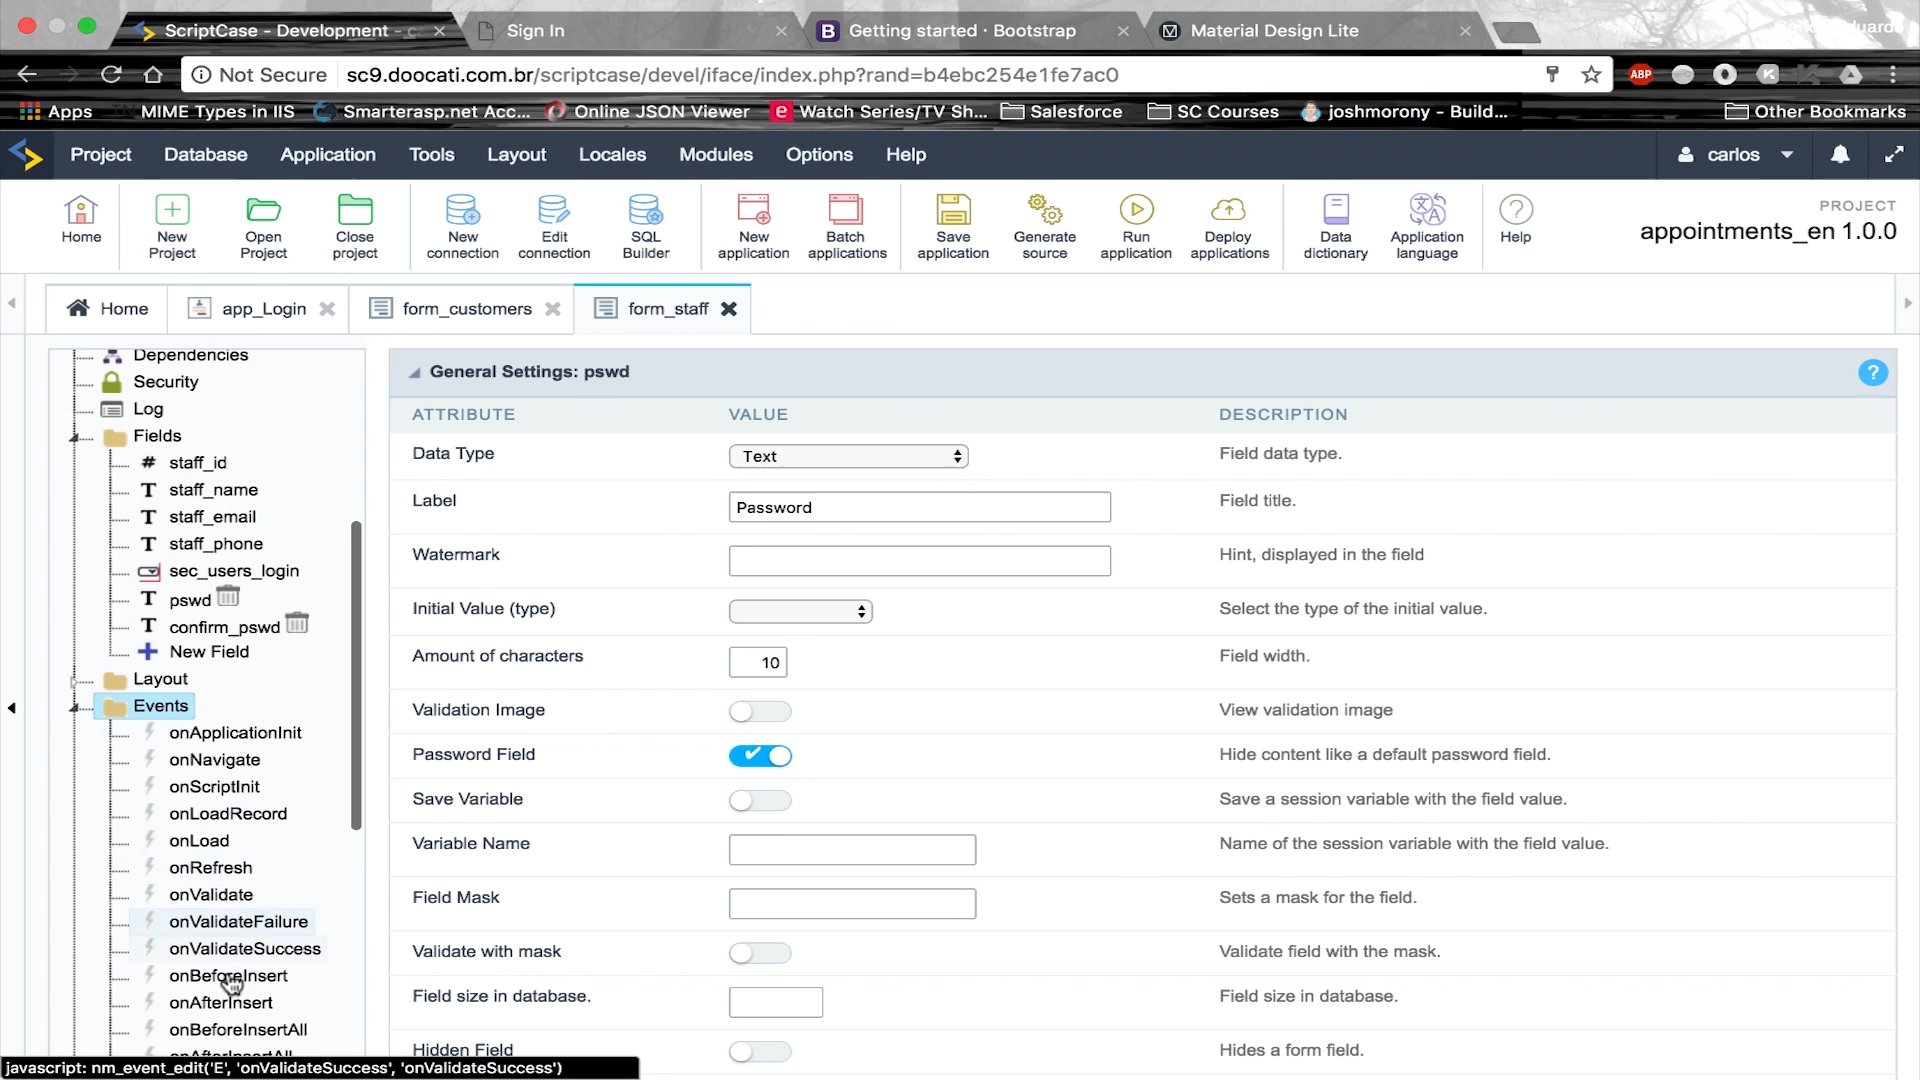 ScriptCase - Development - c
Sign In
Getting started · Bootstrap
Material Design Lite
Not Secure
sc9.doocati.com.br/scriptcase/devel/iface/index.php?rand=b4ebc254e1fe7ac0
ABP
Apps
MIME Types in IIS
Smarterasp.net Acc...
Online JSON Viewer
Watch Series/TV Sh...
Salesforce
SC Courses
joshmorony - Build...
Other Bookmarks
Project
Database
Application
Tools
Layout
Locales
Modules
Options
Help
carlos
Home
New
Project
Open
Project
Close
project
New
connection
Edit
connection
SQL
Builder
New
application
Batch
applications
Save
application
Generate
source
Run
application
Deploy
applications
Data
dictionary
Application
language
Help
PROJECT
appointments_en 1.0.0
Home
app_Login
form_customers
form_staff
Dependencies
Security
Log
Fields
staff_id
staff_name
staff_email
staff_phone
sec_users_login
pswd
confirm_pswd
New Field
Layout
Events
onApplicationInit
onNavigate
onScriptInit
onLoadRecord
onLoad
onRefresh
onValidate
onValidateFailure
onValidateSuccess
onBeforeInsert
onAfterInsert
onBeforeInsertAll
onAfterInsertAll
General Settings: pswd
ATTRIBUTE VALUE DESCRIPTION
Data Type Text Field data type.
Label Password Field title.
Watermark Hint, displayed in the field
Initial Value (type) Select the type of the initial value.
Amount of characters 10 Field width.
Validation Image View validation image
Password Field Hide content like a default password field.
Save Variable Save a session variable with the field value.
Variable Name Name of the session variable with the field value.
Field Mask Sets a mask for the field.
Validate with mask Validate field with the mask.
Field size in database. Field size in database.
Hidden Field Hides a form field.
javascript: nm_event_edit('E', 'onValidateSuccess', 'onValidateSuccess')